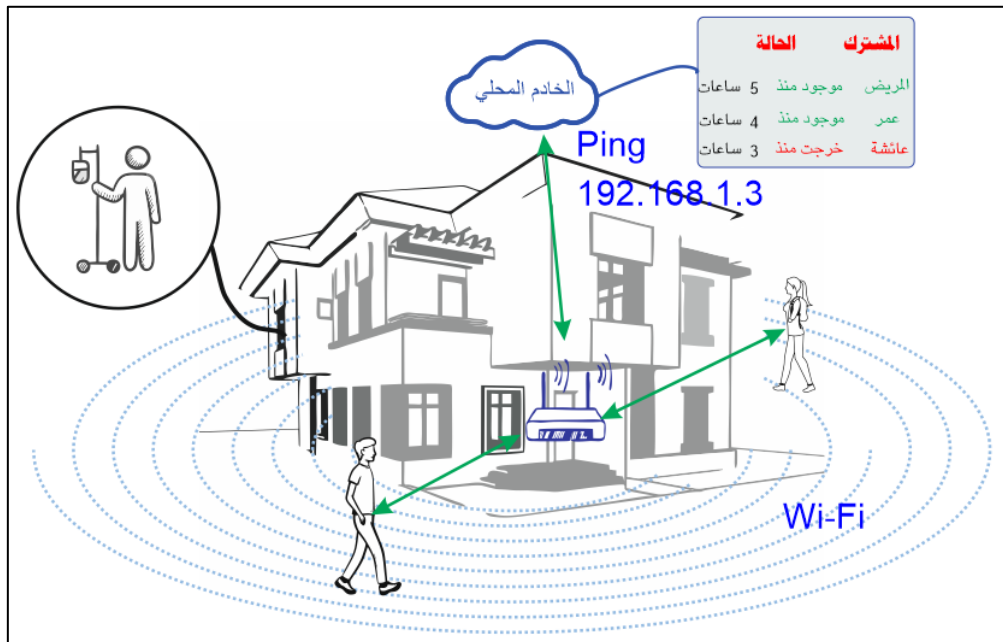 المشترك الحالة
المريض موجود منذ 5 ساعات
عمر موجود منذ 4 ساعات
عائشة خرجت منذ 3 ساعات
الخادم المحلي
Ping
192.168.1.3
Wi-Fi